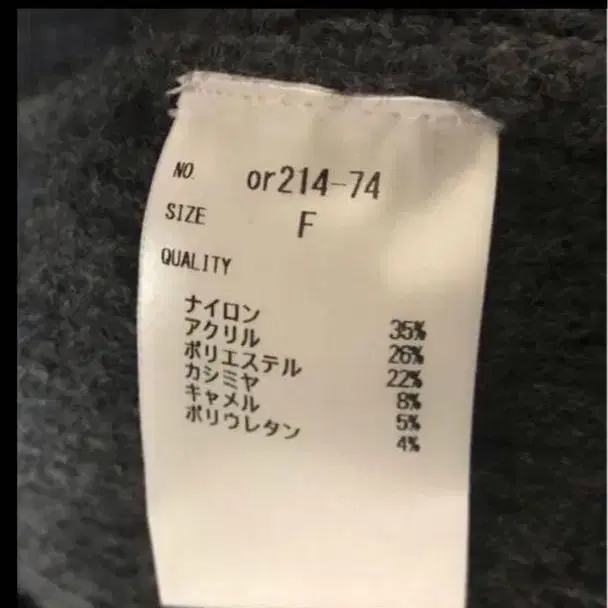 NO. or214-74
SIZE F
QUALITY
ナイロン 35%
アクリル 26%
ポリエステル 22%
カシミヤ 8%
キャメル 5%
ポリウレタン 4%